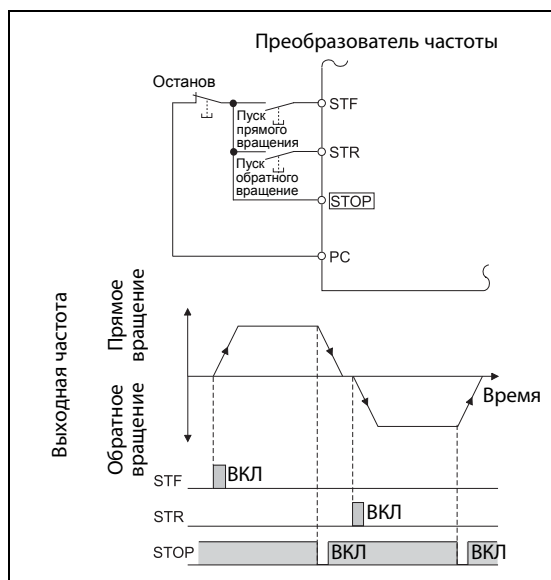 Преобразователь частоты
Останов
STF
Пуск
прямого
вращения
STR
Пуск
обратного
вращение
STOP
PC
Выходная частота
Прямое
вращение
Обратное
вращение
Время
STF
ВКЛ
STR
ВКЛ
STOP
ВКЛ
ВКЛ